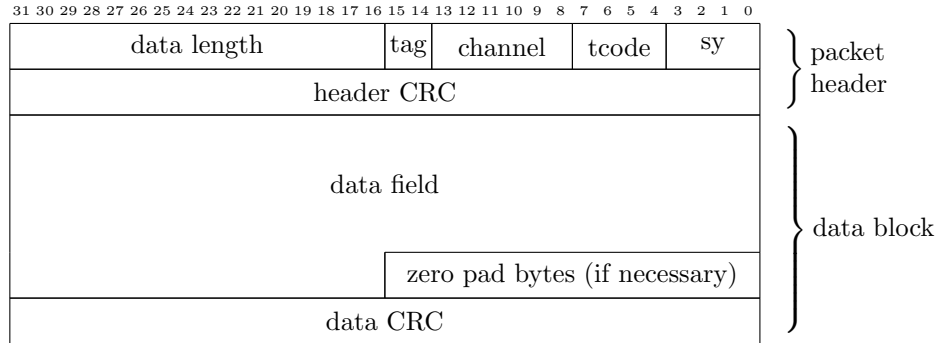 31 30 29 28 27 26 25 24 23 22 21 20 19 18 17 16 15 14 13 12 11 10 9 8 7 6 5 4 3 2 1 0
data length tag channel tcode sy
packet
header
header CRC
data field
data block
zero pad bytes (if necessary)
data CRC